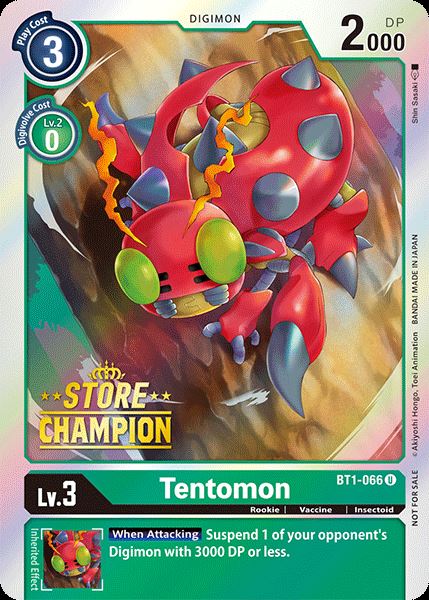 Play Cost
3
DIGIMON
DP
2000
Digivolve Cost
Lv.2
0
Shin Sasaki
STORE
CHAMPION
©Akiyoshi Hongo, Toei Animation BANDAI MADE IN JAPAN
NOT FOR SALE
Lv.3
Tentomon
BT1-066 U
Rookie | Vaccine | Insectoid
Inherited Effect
When Attacking Suspend 1 of your opponent's
Digimon with 3000 DP or less.